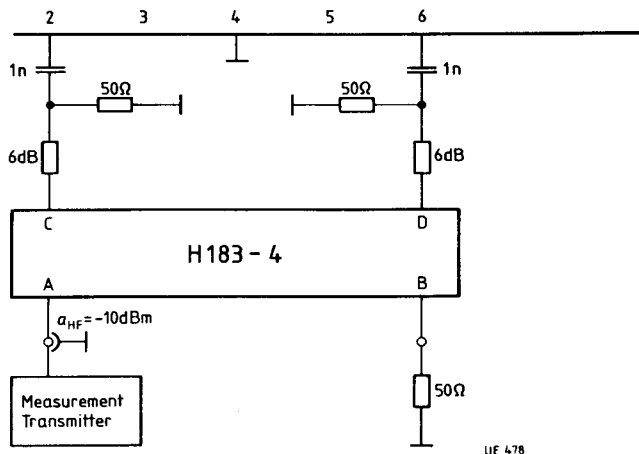 2 3 4 5 6
1n 1n
50Ω 50Ω
6dB 6dB
C D
H183-4
A B
aHF=-10dBm
50Ω
Measurement
Transmitter
UE 478